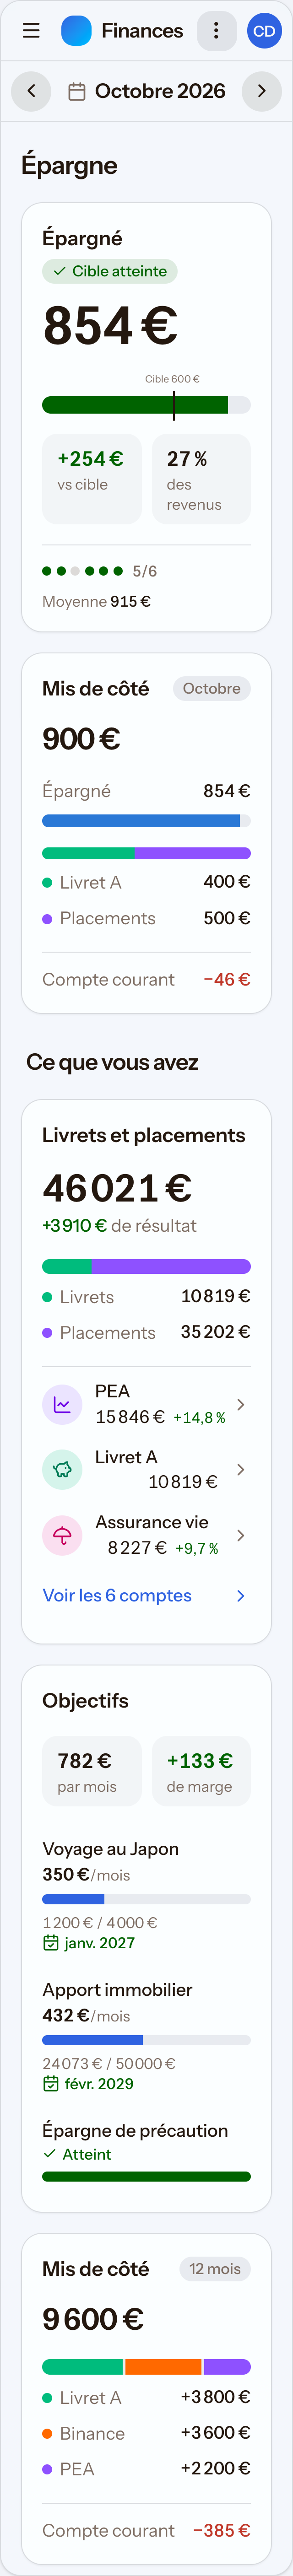 Finances
CD
Octobre 2026
Épargne
Épargné
Cible atteinte
854 €
Cible 600 €
+254 €
vs cible
27 %
des
revenus
5/6
Moyenne 915 €
Mis de côté
Octobre
900 €
Épargné 854 €
Livret A 400 €
Placements 500 €
Compte courant −46 €
Ce que vous avez
Livrets et placements
46 021 €
+3 910 € de résultat
Livrets 10 819 €
Placements 35 202 €
PEA
15 846 € +14,8 %
Livret A
10 819 €
Assurance vie
8 227 € +9,7 %
Voir les 6 comptes
Objectifs
782 €
par mois
+133 €
de marge
Voyage au Japon
350 €/mois
1 200 € / 4 000 €
janv. 2027
Apport immobilier
432 €/mois
24 073 € / 50 000 €
févr. 2029
Épargne de précaution
Atteint
Mis de côté
12 mois
9 600 €
Livret A +3 800 €
Binance +3 600 €
PEA +2 200 €
Compte courant −385 €